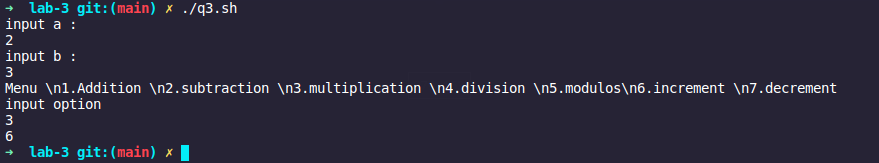 ➜  lab-3 git:(main) ✗ ./q3.sh
input a :
2
input b :
3
Menu \n1.Addition \n2.subtraction \n3.multiplication \n4.division \n5.modulos\n6.increment \n7.decrement
input option
3
6
➜  lab-3 git:(main) ✗